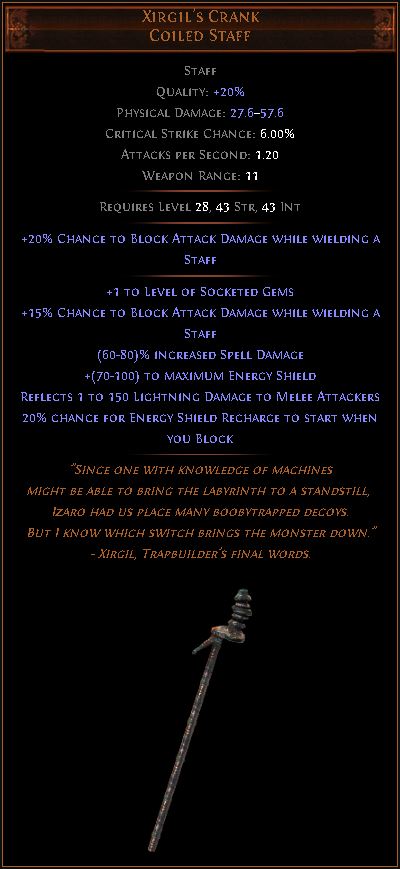 Xirgil's Crank
Coiled Staff
Staff
Quality: +20%
Physical Damage: 27.6–57.6
Critical Strike Chance: 6.00%
Attacks per Second: 1.20
Weapon Range: 11
Requires Level 28, 43 Str, 43 Int
+20% Chance to Block Attack Damage while wielding a
Staff
+1 to Level of Socketed Gems
+15% Chance to Block Attack Damage while wielding a
Staff
(60-80)% increased Spell Damage
+(70-100) to maximum Energy Shield
Reflects 1 to 150 Lightning Damage to Melee Attackers
20% chance for Energy Shield Recharge to start when
you Block
"Since one with knowledge of machines
might be able to bring the labyrinth to a standstill,
Izaro had us place many boobytrapped decoys.
But I know which switch brings the monster down."
- Xirgil, Trapbuilder's final words.